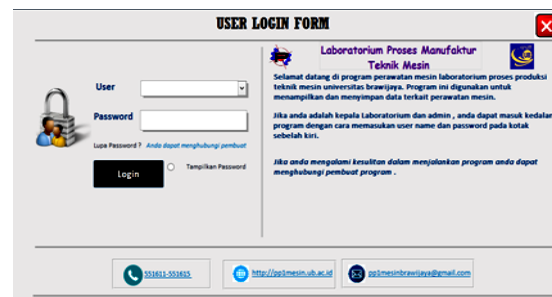 USER LOGIN FORM
Laboratorium Proses Manufaktur
Teknik Mesin
User
Password
Lupa Password ? Anda dapat menghubungi pembuat
Login
Tampilkan Password
Selamat datang di program perawatan mesin laboratorium proses produksi
teknik mesin universitas brawijaya. Program ini digunakan untuk
menampilkan dan menyimpan data terkait perawatan mesin.
Jika anda adalah kepala Laboratorium dan admin , anda dapat masuk kedalam
program dengan cara memasukan user name dan password pada kotak
sebelah kiri.
Jika anda mengalami kesulitan dalam menjalankan program anda dapat
menghubungi pembuat program .
551611-551615
http://pp1mesin.ub.ac.id
pp1mesinbrawijaya@gmail.com